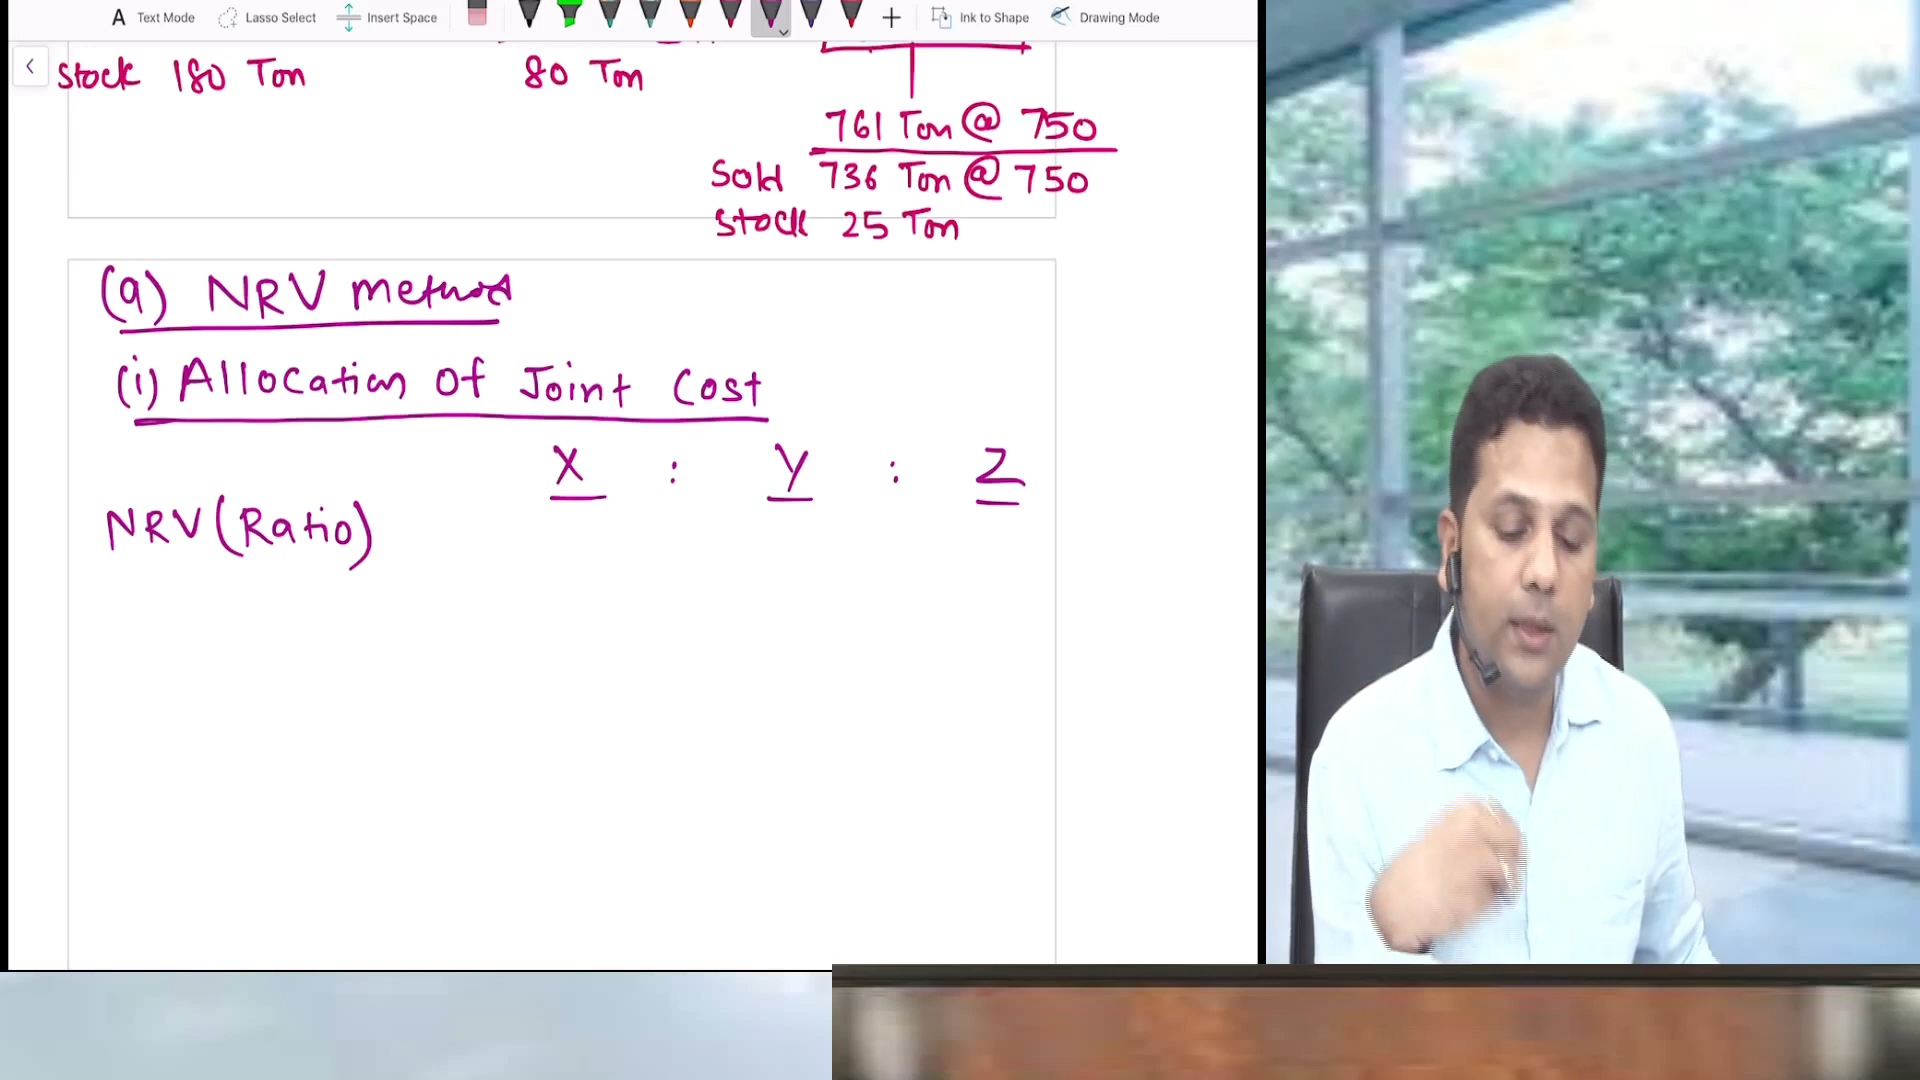 Text Mode Lasso Select Insert Space Ink to Shape Drawing Mode
Stock 180 Ton 80 Ton
761 Ton @ 750
Sold 736 Ton @ 750
Stock 25 Ton
(a) NRV method
(i) Allocation of Joint Cost
X : Y : Z
NRV (Ratio)